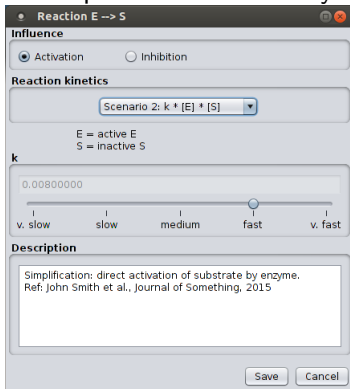 Reaction E --> S
Influence
Activation Inhibition
Reaction kinetics
Scenario 2: k * [E] * [S]
E = active E
S = inactive S
k
0.00800000
v. slow slow medium fast v. fast
Description
Simplification: direct activation of substrate by enzyme.
Ref: John Smith et al., Journal of Something, 2015
Save Cancel